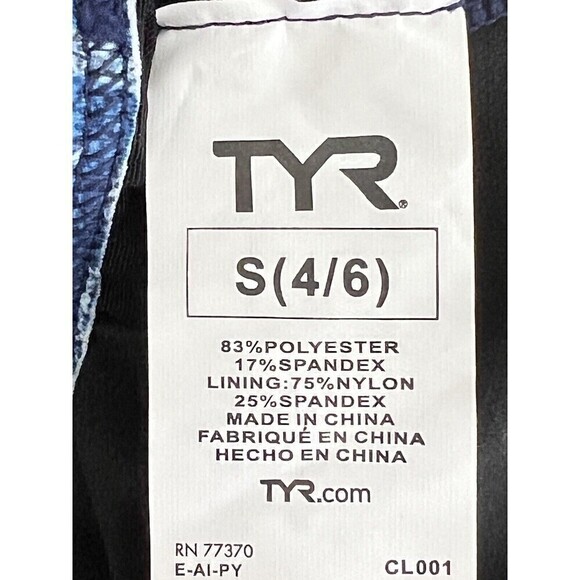 TYR®
S(4/6)
83%POLYESTER
17%SPANDEX
LINING:75%NYLON
25%SPANDEX
MADE IN CHINA
FABRIQUÉ EN CHINA
HECHO EN CHINA
TYR.com
RN 77370
E-AI-PY
CL001